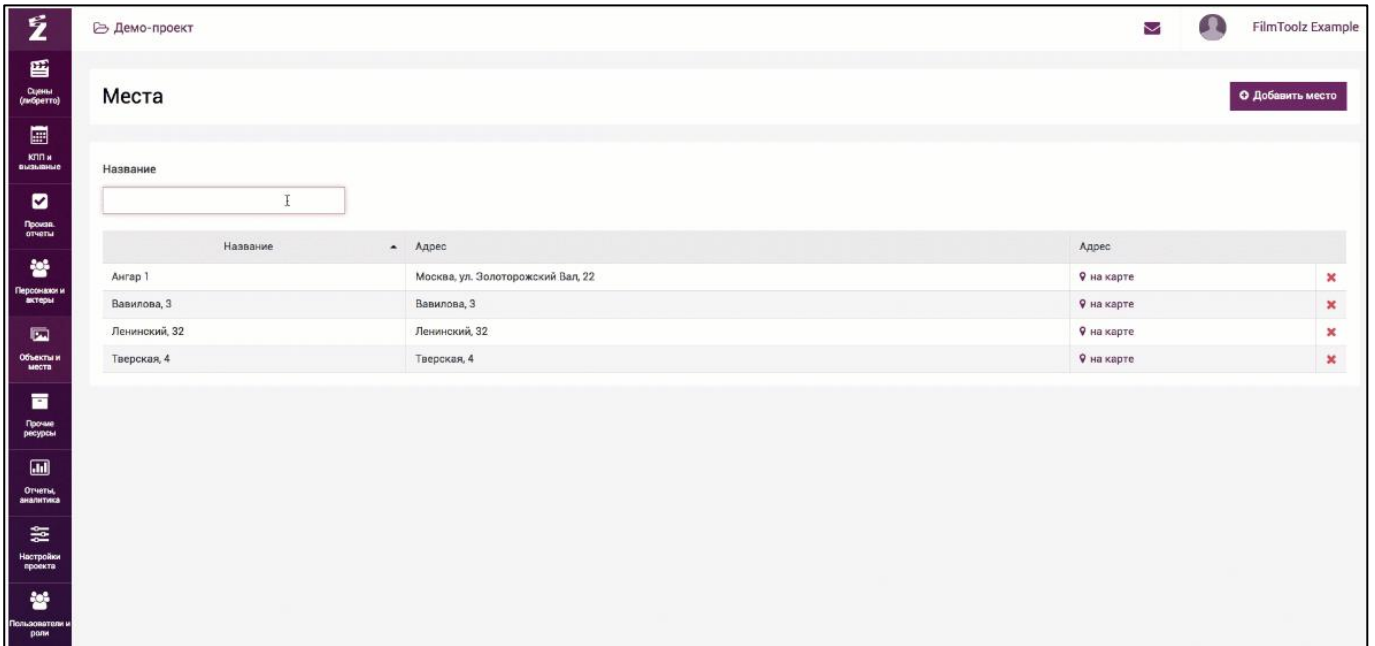 Демо-проект
FilmToolz Example
Сцены
(либретто)
КПП и
вызывные
Произв.
отчеты
Персонажи и
актеры
Объекты и
места
Прочие
ресурсы
Отчеты,
аналитика
Настройки
проекта
Пользователи и
роли
Места
Добавить место
Название
Название Адрес Адрес
Ангар 1 Москва, ул. Золоторожский Вал, 22 на карте
Вавилова, 3 Вавилова, 3 на карте
Ленинский, 32 Ленинский, 32 на карте
Тверская, 4 Тверская, 4 на карте